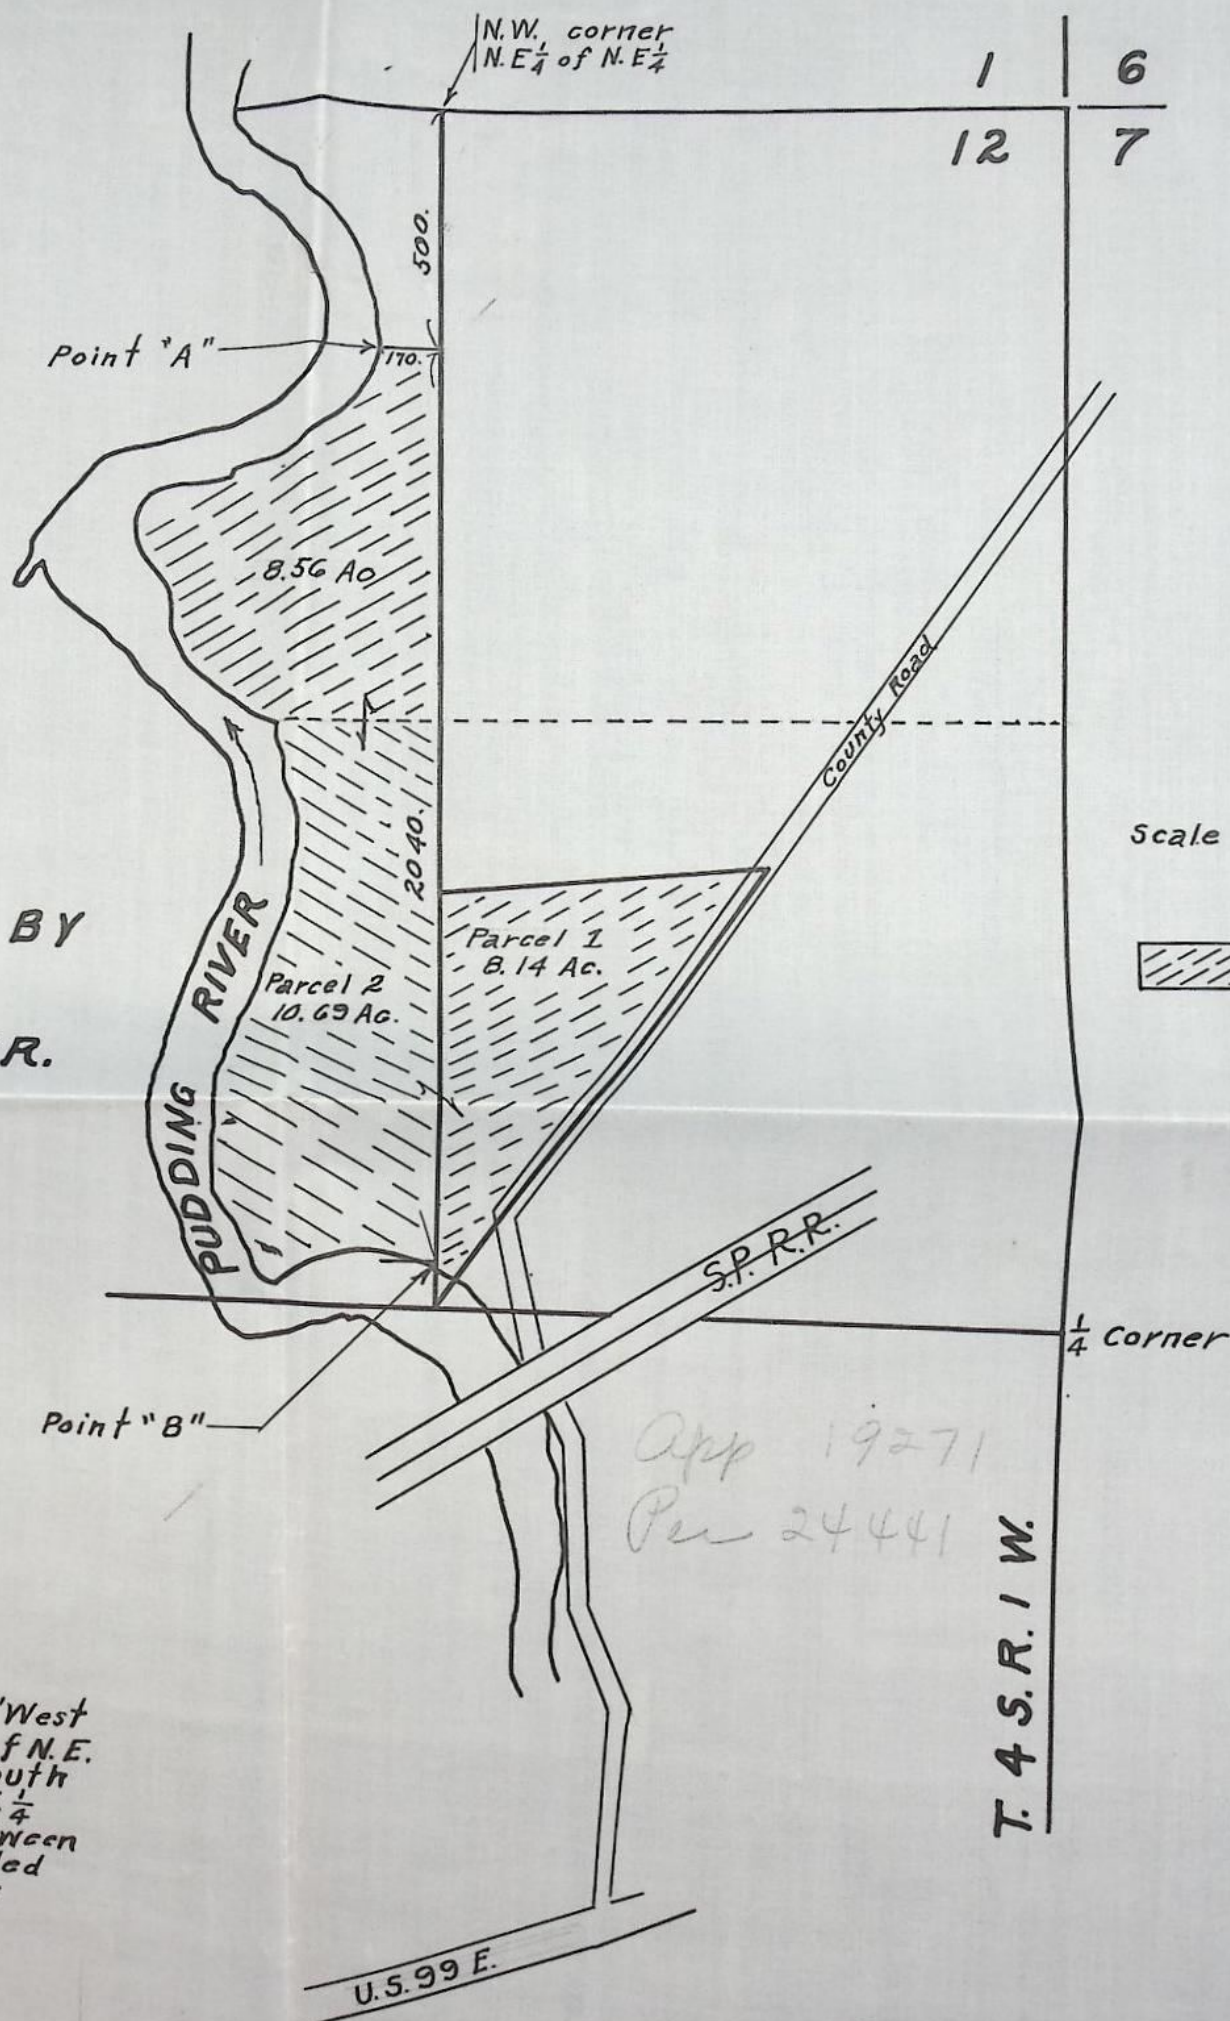 N.W. corner
N.E 1/4 of N.E 1/4
1
6
12
7
500.
Point "A"
170.
8.56 Ac
County Road
2040.
Scale
BY
Parcel 1
8.14 Ac.
RIVER
Parcel 2
10.69 Ac.
R.
PUDDING
S.P. R.R.
1/4 Corner
Point "B"
App 19271
Per 24441
T. 4 S. R. 1 W.
West
f N.E.
uth
1/4
ween
led
U.S. 99 E.